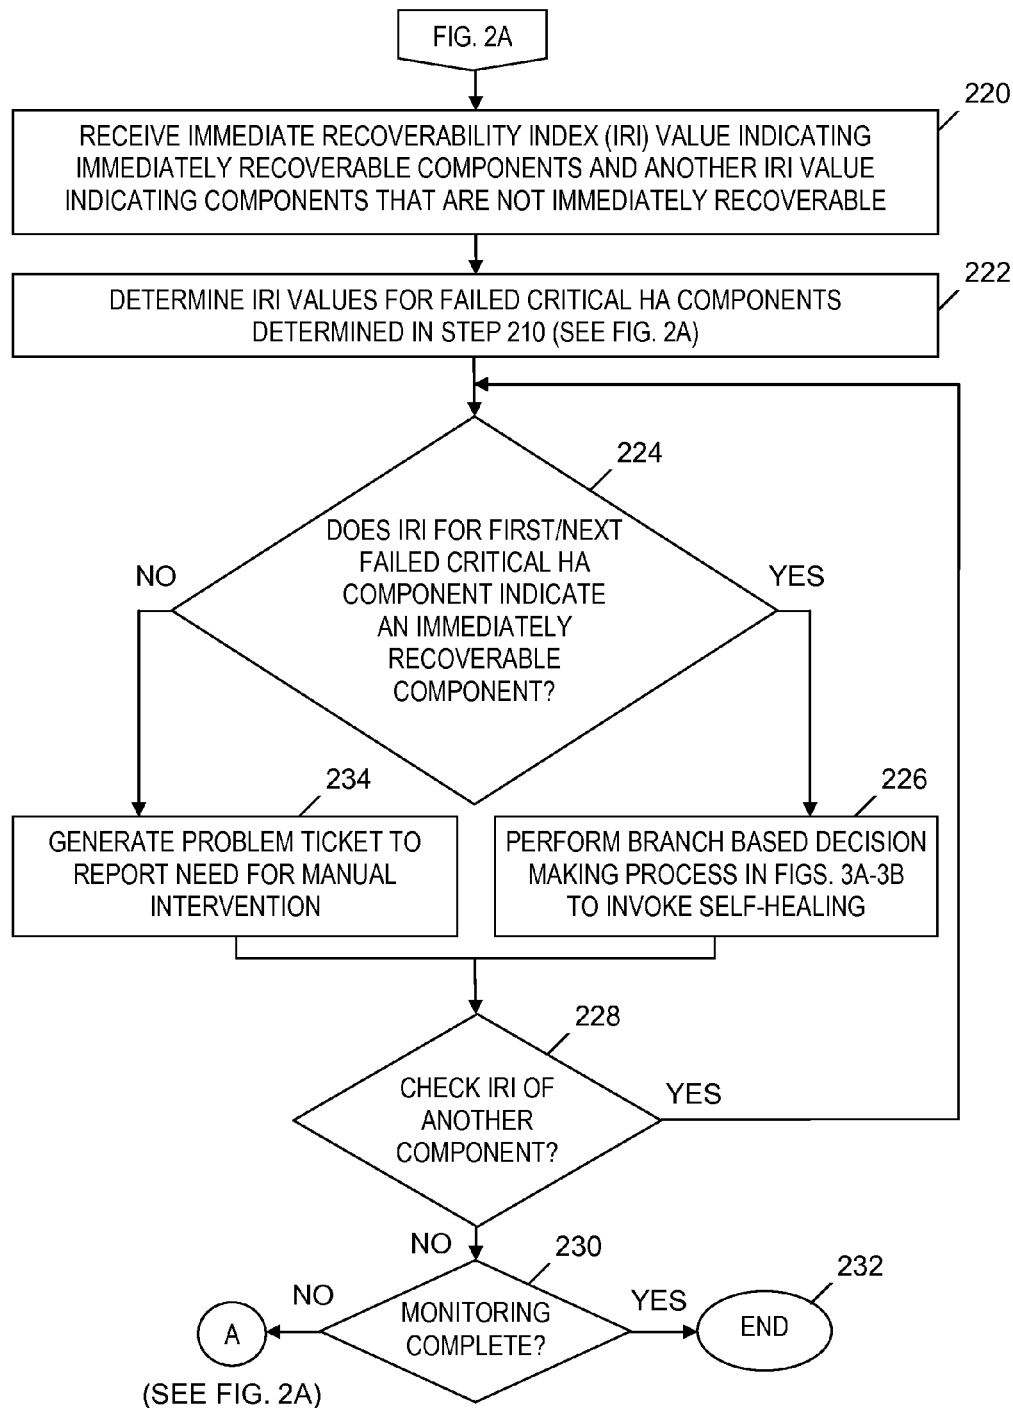 FIG. 2A
220
RECEIVE IMMEDIATE RECOVERABILITY INDEX (IRI) VALUE INDICATING
IMMEDIATELY RECOVERABLE COMPONENTS AND ANOTHER IRI VALUE
INDICATING COMPONENTS THAT ARE NOT IMMEDIATELY RECOVERABLE
222
DETERMINE IRI VALUES FOR FAILED CRITICAL HA COMPONENTS
DETERMINED IN STEP 210 (SEE FIG. 2A)
224
DOES IRI FOR FIRST/NEXT
FAILED CRITICAL HA
COMPONENT INDICATE
AN IMMEDIATELY
RECOVERABLE
COMPONENT?
NO
YES
234
GENERATE PROBLEM TICKET TO
REPORT NEED FOR MANUAL
INTERVENTION
226
PERFORM BRANCH BASED DECISION
MAKING PROCESS IN FIGS. 3A-3B
TO INVOKE SELF-HEALING
228
CHECK IRI OF
ANOTHER
COMPONENT?
YES
NO
230
MONITORING
COMPLETE?
NO
YES
232
END
A
(SEE FIG. 2A)